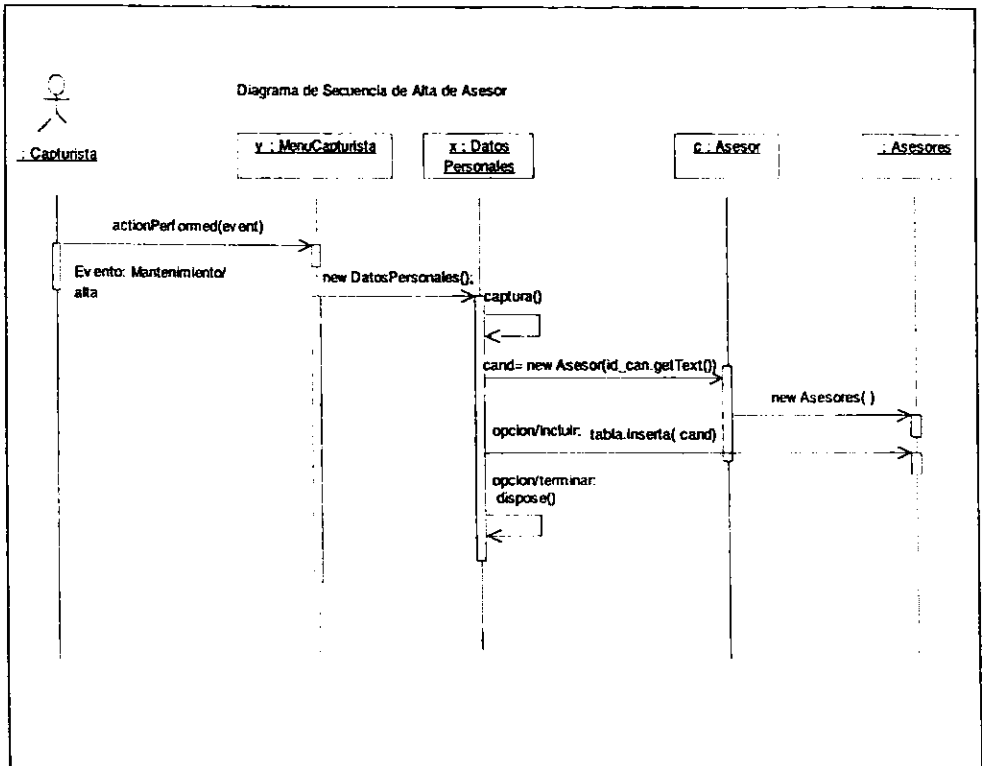 Diagrama de Secuencia de Alta de Asesor
: Capturista
y : MenuCapturista
x : Datos
Personales
c : Asesor
: Asesores
actionPerformed(event)
Evento: Mantenimiento/
alta
new DatosPersonales();
captura()
cand= new Asesor(id_can.getText())
new Asesores( )
opcion/incluir:
tabla.inserta( cand)
opcion/terminar:
dispose()